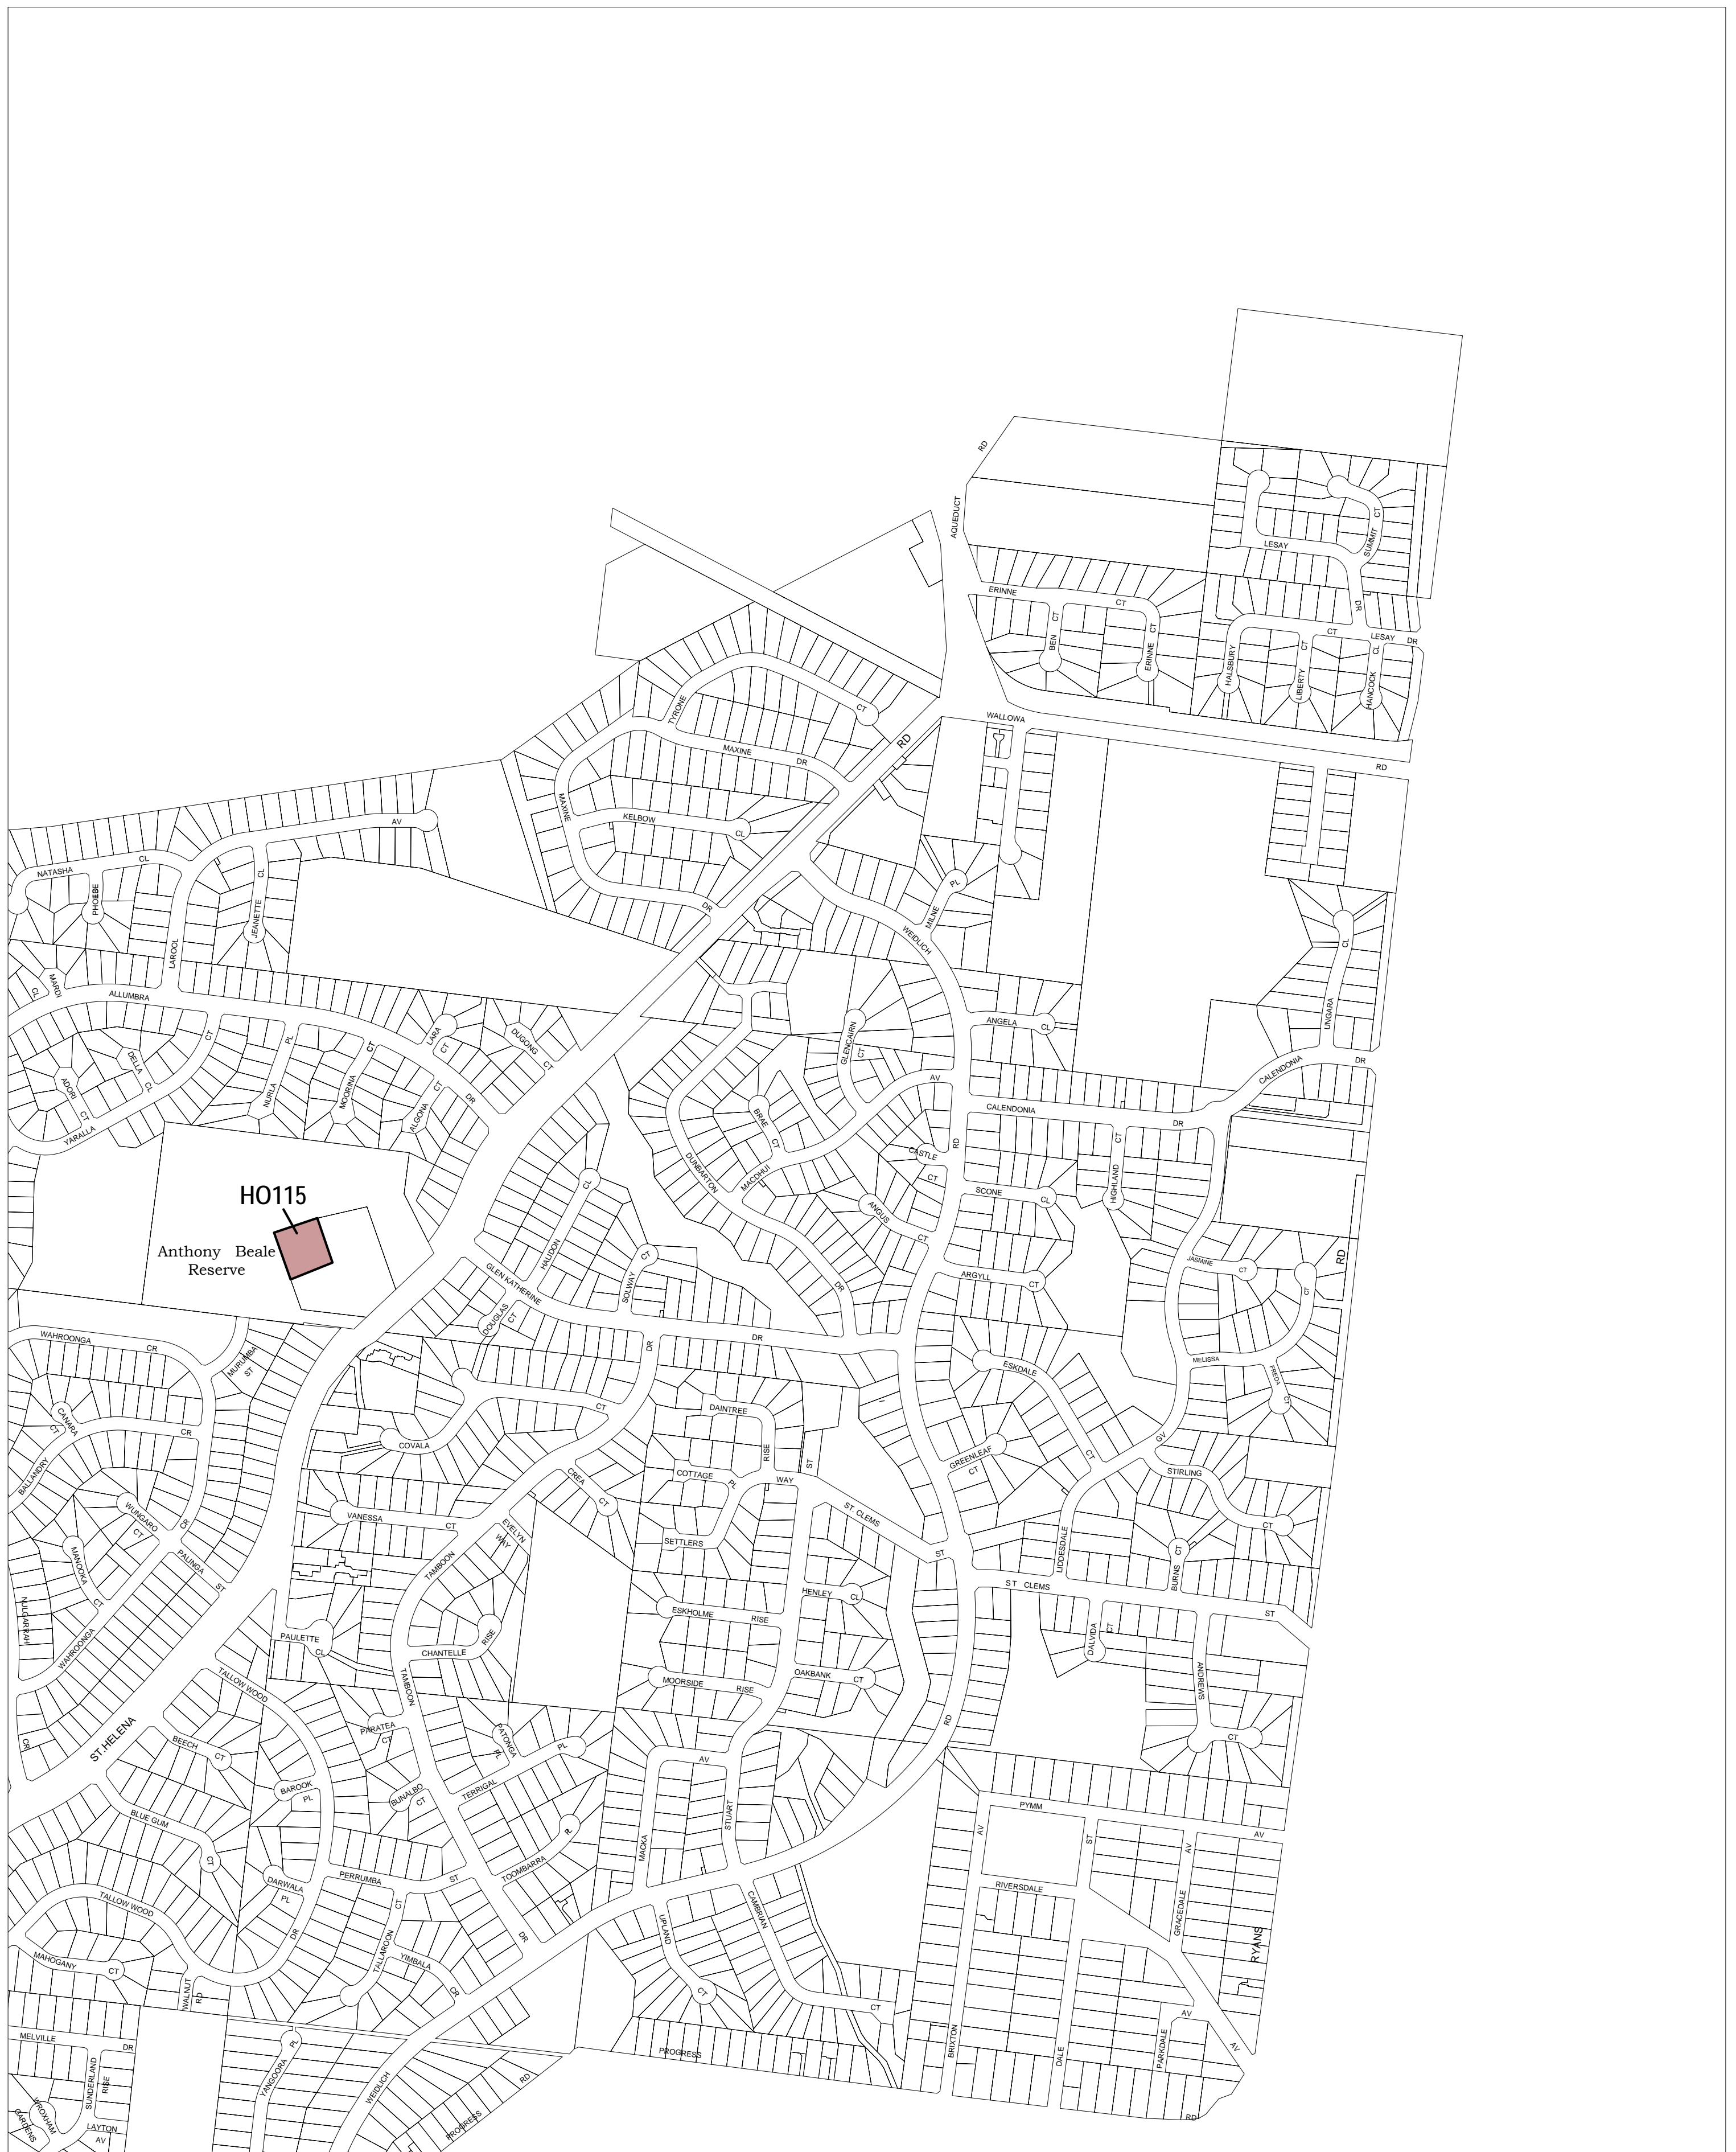 RD
AQUEDUCT
LESAY
SUMMIT CT
DR
ERINNE
CT
BEN CT
ERINNE CT
HALSBURY
CT
LIBERTY CT
LESAY DR
HANCOCK CL
TYRONE
CT
MAXINE
DR
RD
WALLOWA
RD
MAXINE
KELBOW
CL
DR
AV
CL
NATASHA
PHOEBE
CL
JEANETTE
LAROOL
MILNE
PL
WEIDLICH
CL
UNGARA
MARDI
CL
ALLUMBRA
CT
PL
CT
LARA
CT
DUGONG
CT
GLENCAIRN
CT
ANGELA
CL
DELLA
CL
ADORI
CT
YARALLA
NURLA
MOORINA
ALGONA
CT
DR
AV
CALENDONIA
DR
CALENDONIA
DR
BRAE
CT
MACDHUI
DUNBARTON
CASTLE
CT
RD
HIGHLAND
CT
SCONE
CL
ANGUS
CT
HO115
Anthony Beale
Reserve
CL
HALIDON
CT
SOLWAY
GLEN KATHERINE
DOUGLAS
CT
DR
ARGYLL
CT
JASMINE
CT
RD
CT
DR
DR
WAHROONGA
CR
MURUMBA
ST
ESKDALE
CT
MELISSA
FREDA
CT
CANARA
CT
CR
CT
COVALA
DAINTREE
RISE
GREENLEAF
CT
GV
STIRLING
CT
BALLANDRY
CREA
CT
COTTAGE
PL
WAY
ST
WUNGARO
CT
CR
VANESSA
CT
EVELYN
WAY
SETTLERS
ST. CLEMS
ST
LIDDESDALE
BURNS
CT
MANOOKA
CT
PALINGA
ST
TAMBOON
HENLEY
CL
ST CLEMS
ST
NULGARRAH
WAHROONGA
PAULETTE
CL
CHANTELLE
RISE
ESKHOLME
RISE
DALVIDA
CT
TALLOW WOOD
TAMBOON
MOORSIDE
RISE
OAKBANK
CT
ANDREWS
CT
CR
ST.HELENA
BEECH
CT
PARATEA
CT
PATONGA
PL
PL
AV
RD
BAROOK
PL
BUNALBO
CT
TERRIGAL
PYMM
AV
AV
ST
AV
BLUE GUM
CT
R
TOOMBARRA
MACKA
STUART
DARWALA
PL
PERRUMBA
ST
RIVERSDALE
GRACEDALE
TALLOW WOOD
DR
CT
TALLAROON
DR
UPLAND
CT
CAMBRIAN
CT
RYANS
MAHOGANY
CT
WALNUT
RD
YIMBALA
CR
AV
AV
MELVILLE
DR
PL
YANGOORA
PROGRESS
BRIXTON
DALE
PARKDALE
SUNDERLAND
RISE
WEIDLICH
RD
PROGRESS
RD
WROXHAM
GARDENS
LAYTON
AV